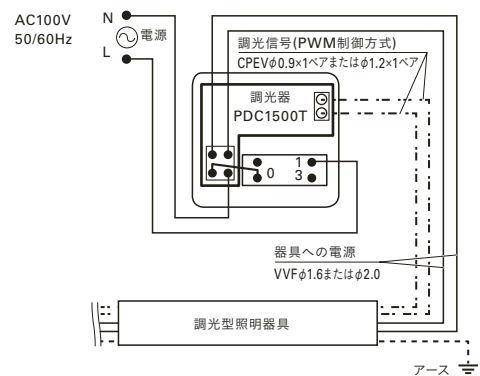 AC100V
50/60Hz
N
電源
L
調光信号(PWM制御方式)
CPEVφ0.9×1ペアまたはφ1.2×1ペア
調光器
PDC1500T
1
0
3
器具への電源
VVFφ1.6またはφ2.0
調光型照明器具
アース